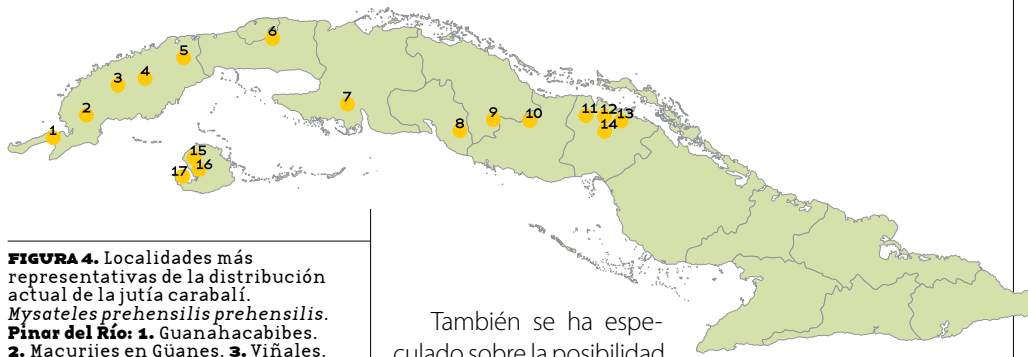 6
5
3
4
2
1
7
8
9
10
11
12
13
14
15
16
17
FIGURA 4. Localidades más
representativas de la distribución
actual de la jutía carabalí.
Mysateles prehensilis prehensilis.
Pinar del Río: 1. Guanahacabibes.
2. Macurijes en Güanes. 3. Viñales.
También se ha espe-
culado sobre la posibilidad